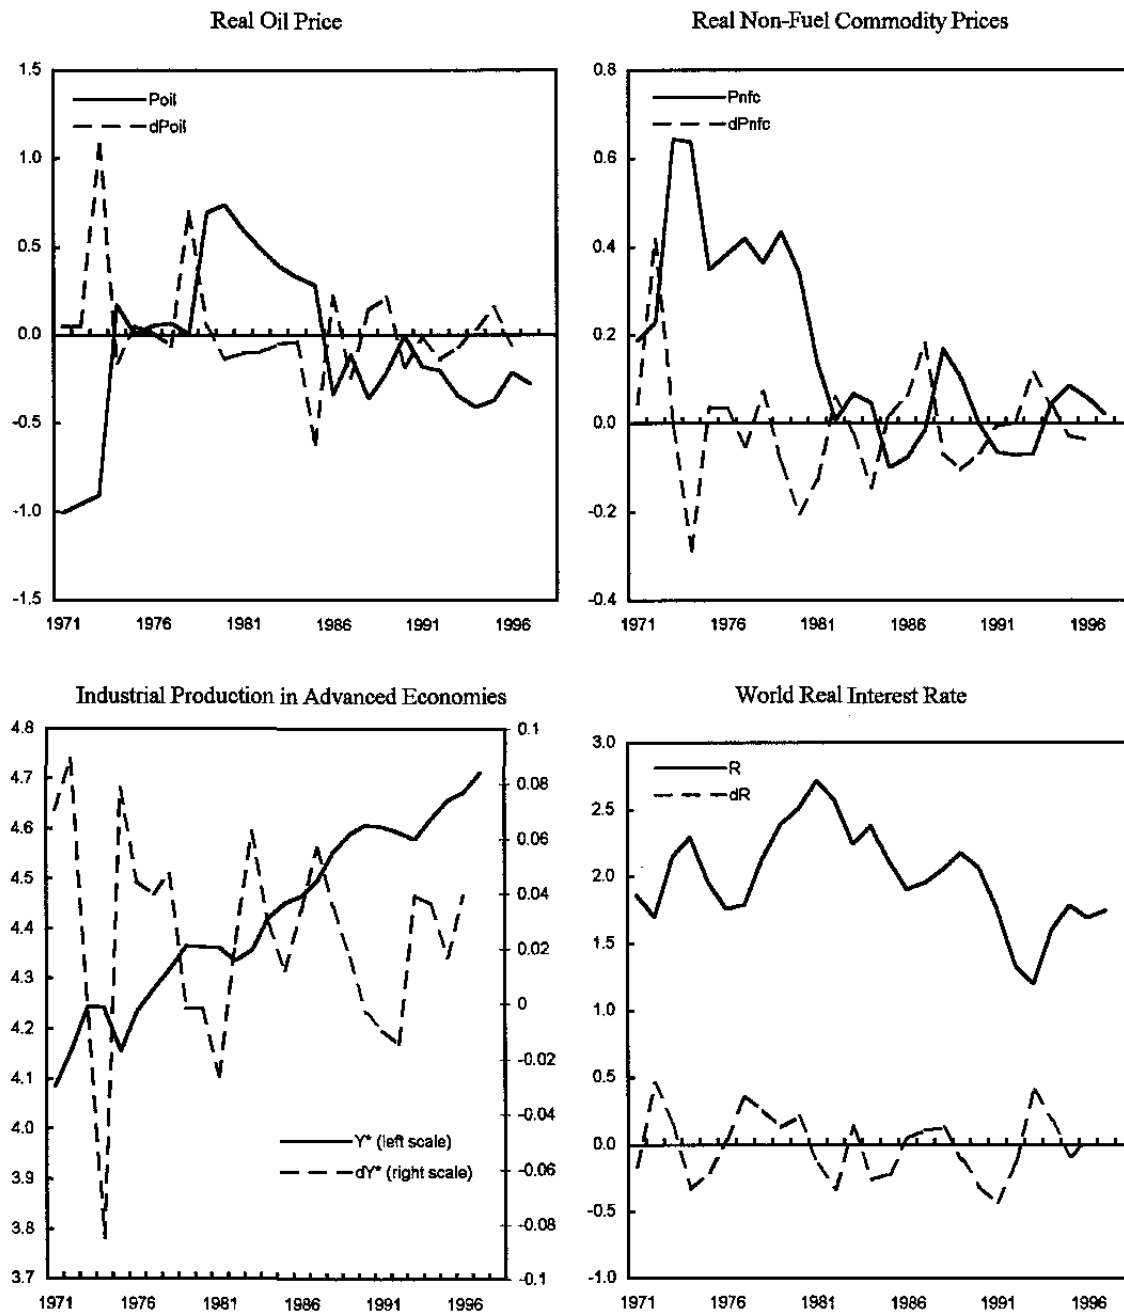 Real Oil Price
1.5
1.0
0.5
0.0
-0.5
-1.0
-1.5
Poil
dPoil
1971 1976 1981 1986 1991 1996
Real Non-Fuel Commodity Prices
0.8
0.6
0.4
0.2
0.0
-0.2
-0.4
Pnfc
dPnfc
1971 1976 1981 1986 1991 1996
Industrial Production in Advanced Economies
4.8
4.7
4.6
4.5
4.4
4.3
4.2
4.1
4.0
3.9
3.8
3.7
0.1
0.08
0.06
0.04
0.02
0
-0.02
-0.04
-0.06
-0.08
-0.1
Y* (left scale)
dY* (right scale)
1971 1976 1981 1986 1991 1996
World Real Interest Rate
3.0
2.5
2.0
1.5
1.0
0.5
0.0
-0.5
-1.0
R
dR
1971 1976 1981 1986 1991 1996